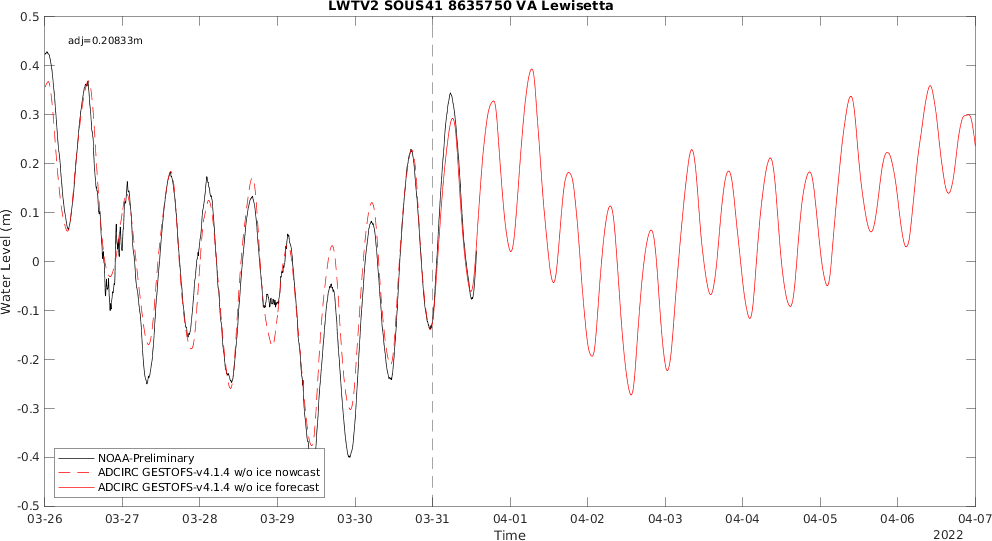 LWTV2 SOUS41 8635750 VA Lewisetta
adj=0.20833m
0.5
0.4
0.3
0.2
0.1
0
-0.1
-0.2
-0.3
-0.4
-0.5
Water Level (m)
NOAA-Preliminary
ADCIRC GESTOFS-v4.1.4 w/o ice nowcast
ADCIRC GESTOFS-v4.1.4 w/o ice forecast
03-26 03-27 03-28 03-29 03-30 03-31 04-01 04-02 04-03 04-04 04-05 04-06 04-07
Time
2022